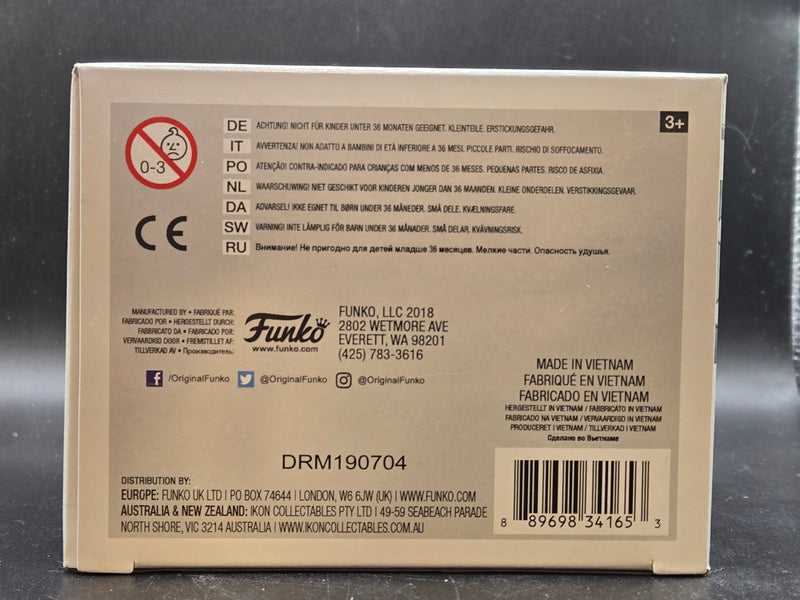 0-3
DE ACHTUNG! NICHT FÜR KINDER UNTER 36 MONATEN GEEIGNET. KLEINTEILE. ERSTICKUNGSGEFAHR.
IT AVVERTENZA! NON ADATTO A BAMBINI DI ETÀ INFERIORE A 36 MESI. PICCOLE PARTI. RISCHIO DI SOFFOCAMENTO.
PO ATENÇÃO! CONTRA-INDICADO PARA CRIANÇAS COM MENOS DE 36 MESES. PEQUENAS PARTES. RISCO DE ASFIXIA.
NL WAARSCHUWING! NIET GESCHIKT VOOR KINDEREN JONGER DAN 36 MAANDEN. KLEINE ONDERDELEN. VERSTIKKINGSGEVAAR.
DA ADVARSEL! IKKE EGNET TIL BØRN UNDER 36 MÅNEDER. SMÅ DELE. KVÆLNINGSFARE.
SW VARNING! INTE LÄMPLIG FÖR BARN UNDER 36 MÅNADER. SMÅ DELAR. KVÄVNINGSRISK.
RU Внимание! Не пригодно для детей младше 36 месяцев. Мелкие части. Опасность удушья.
3+
CE
MANUFACTURED BY • FABRIQUÉ PAR:
FABRICADO POR • HERGESTELLT DURCH:
FABBRICATO DA • FABRICADO POR:
VERVAARDIGD DOOR • FREMSTILLET AF:
TILLVERKAD AV • Производитель:
Funko
www.funko.com
FUNKO, LLC 2018
2802 WETMORE AVE
EVERETT, WA 98201
(425) 783-3616
/OriginalFunko @OriginalFunko @OriginalFunko
MADE IN VIETNAM
FABRIQUÉ EN VIETNAM
FABRICADO EN VIETNAM
HERGESTELLT IN VIETNAM / FABBRICATO IN VIETNAM
FABRICADO NA VIETNAM / VERVAARDIGD IN VIETNAM
PRODUCERET I VIETNAM / TILLVERKAD I VIETNAM
Сделано во Вьетнаме
DRM190704
DISTRIBUTION BY:
EUROPE: FUNKO UK LTD | PO BOX 74644 | LONDON, W6 6JW (UK) | WWW.FUNKO.COM
AUSTRALIA & NEW ZEALAND: IKON COLLECTABLES PTY LTD | 49-59 SEABEACH PARADE
NORTH SHORE, VIC 3214 AUSTRALIA | WWW.IKONCOLLECTABLES.COM.AU
8 89698 34165 3